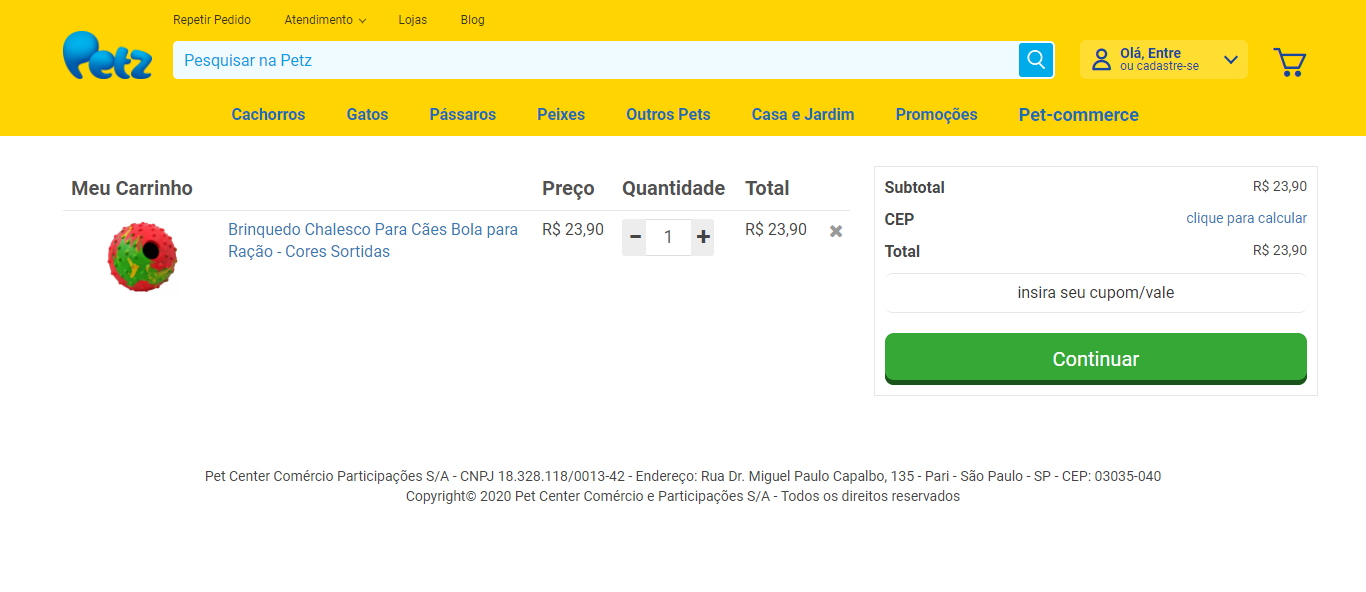 Repetir Pedido Atendimento Lojas Blog
Petz
Pesquisar na Petz
Olá, Entre
ou cadastre-se
Cachorros Gatos Pássaros Peixes Outros Pets Casa e Jardim Promoções Pet-commerce
Meu Carrinho Preço Quantidade Total
Brinquedo Chalesco Para Cães Bola para R$ 23,90 1 R$ 23,90
Ração - Cores Sortidas
Subtotal R$ 23,90
CEP clique para calcular
Total R$ 23,90
insira seu cupom/vale
Continuar
Pet Center Comércio Participações S/A - CNPJ 18.328.118/0013-42 - Endereço: Rua Dr. Miguel Paulo Capalbo, 135 - Pari - São Paulo - SP - CEP: 03035-040
Copyright© 2020 Pet Center Comércio e Participações S/A - Todos os direitos reservados